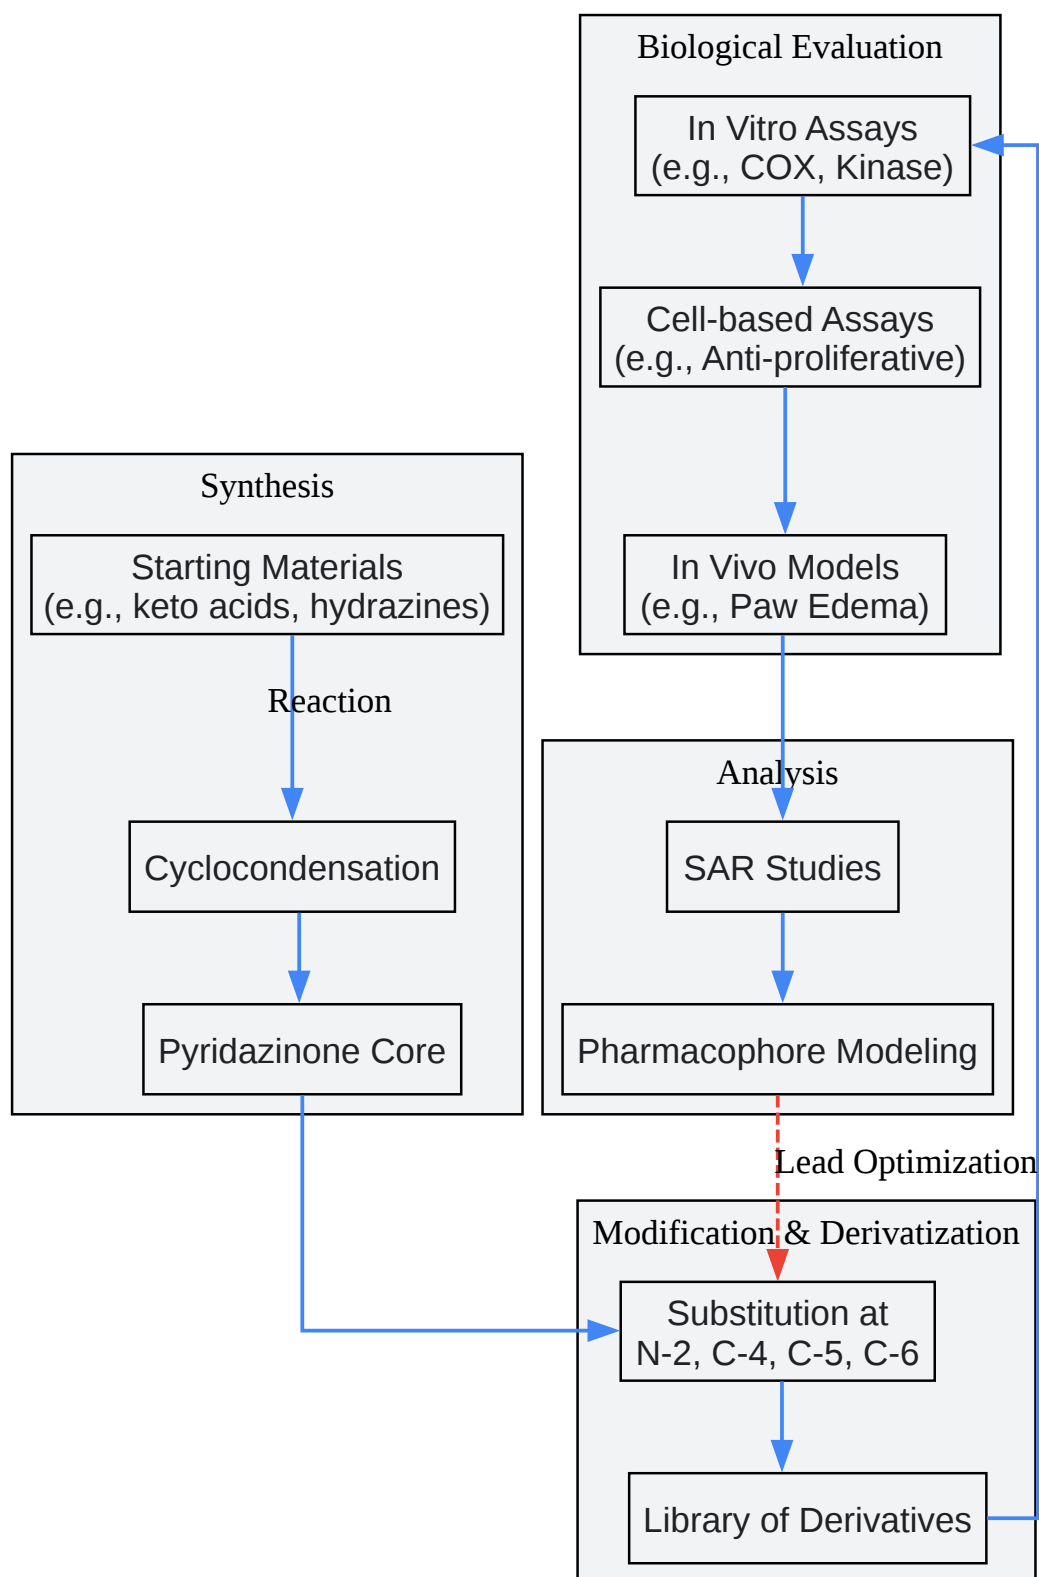 Biological Evaluation
In Vitro Assays
(e.g., COX, Kinase)
Cell-based Assays
(e.g., Anti-proliferative)
In Vivo Models
(e.g., Paw Edema)
Synthesis
Starting Materials
(e.g., keto acids, hydrazines)
Reaction
Cyclocondensation
Pyridazinone Core
Analysis
SAR Studies
Pharmacophore Modeling
Lead Optimization
Modification & Derivatization
Substitution at
N-2, C-4, C-5, C-6
Library of Derivatives